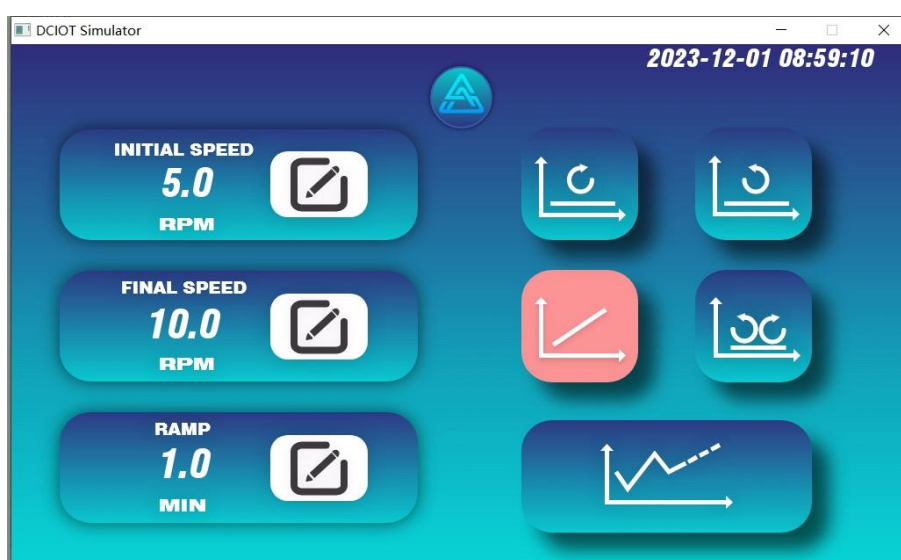 DCIOT Simulator
2023-12-01 08:59:10
INITIAL SPEED
5.0
RPM
FINAL SPEED
10.0
RPM
RAMP
1.0
MIN